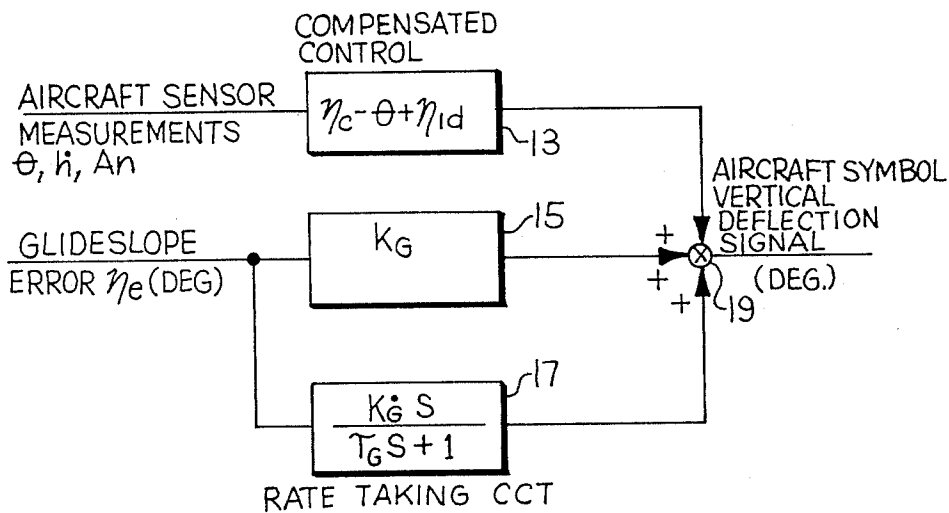 COMPENSATED
CONTROL
AIRCRAFT SENSOR
MEASUREMENTS
θ, ḣ, An
ηc-θ+η1d
13
AIRCRAFT SYMBOL
VERTICAL
DEFLECTION
SIGNAL
(DEG.)
GLIDESLOPE
ERROR ηe (DEG)
KG
15
+
+
+
19
17
KĠ S
τGS + 1
RATE TAKING CCT